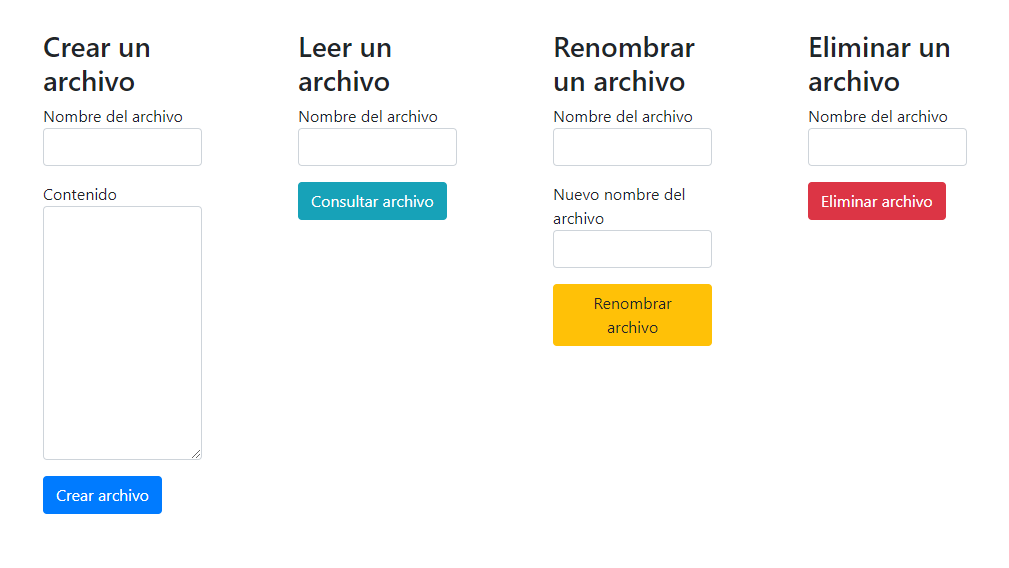 Crear un
archivo
Nombre del archivo
Contenido
Crear archivo
Leer un
archivo
Nombre del archivo
Consultar archivo
Renombrar
un archivo
Nombre del archivo
Nuevo nombre del
archivo
Renombrar
archivo
Eliminar un
archivo
Nombre del archivo
Eliminar archivo